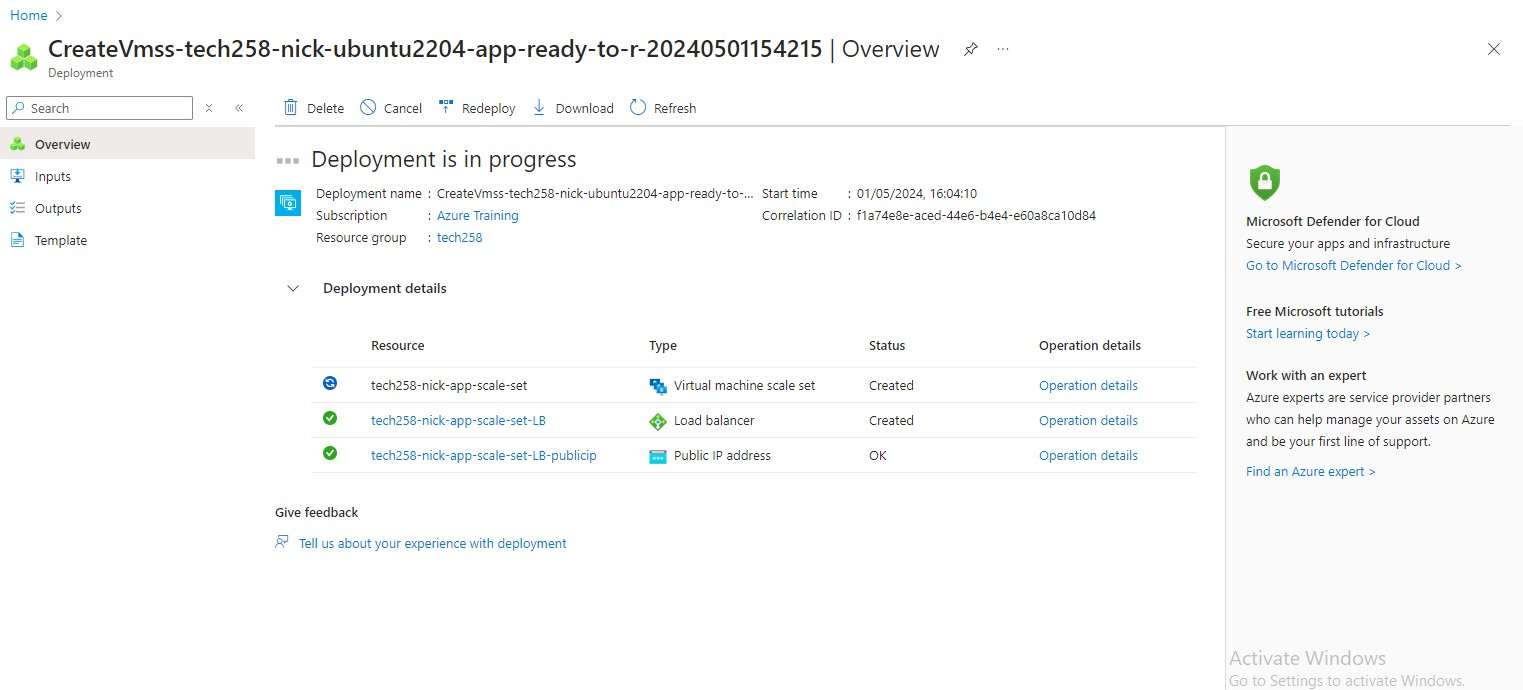 Home >
CreateVmss-tech258-nick-ubuntu2204-app-ready-to-r-20240501154215 | Overview
Deployment
Search
Delete Cancel Redeploy Download Refresh
Overview
Inputs
Outputs
Template
Deployment is in progress
Deployment name : CreateVmss-tech258-nick-ubuntu2204-app-ready-to-... Start time : 01/05/2024, 16:04:10
Subscription : Azure Training Correlation ID : f1a74e8e-aced-44e6-b4e4-e60a8ca10d84
Resource group : tech258
Deployment details
Resource Type Status Operation details
tech258-nick-app-scale-set Virtual machine scale set Created Operation details
tech258-nick-app-scale-set-LB Load balancer Created Operation details
tech258-nick-app-scale-set-LB-publicip Public IP address OK Operation details
Give feedback
Tell us about your experience with deployment
Microsoft Defender for Cloud
Secure your apps and infrastructure
Go to Microsoft Defender for Cloud >
Free Microsoft tutorials
Start learning today >
Work with an expert
Azure experts are service provider partners
who can help manage your assets on Azure
and be your first line of support.
Find an Azure expert >
Activate Windows
Go to Settings to activate Windows.